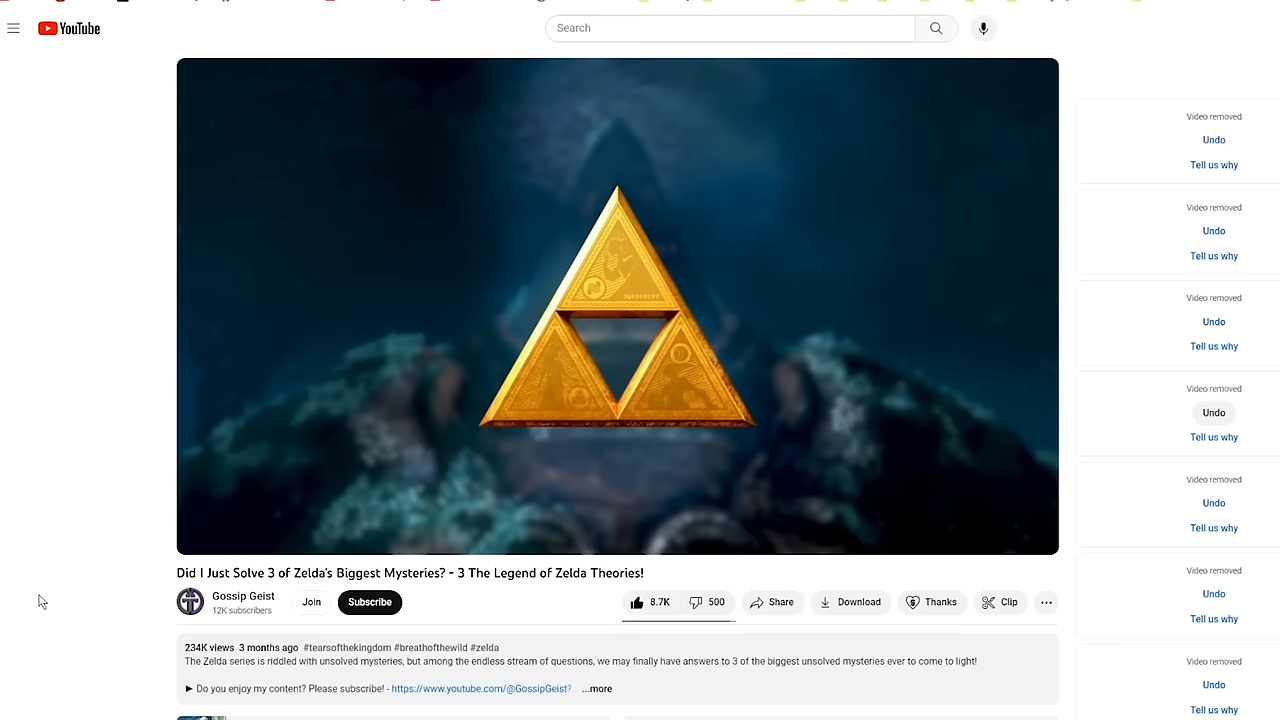 YouTube
Search
Video removed
Undo
Tell us why
Video removed
Undo
Tell us why
Video removed
Undo
Tell us why
Video removed
Undo
Tell us why
Video removed
Undo
Tell us why
Video removed
Undo
Tell us why
Video removed
Undo
Tell us why
Did I Just Solve 3 of Zelda's Biggest Mysteries? - 3 The Legend of Zelda Theories!
Gossip Geist
12K subscribers
Join
Subscribe
8.7K
500
Share
Download
Thanks
Clip
234K views 3 months ago #tearsofthekingdom #breathofthewild #zelda
The Zelda series is riddled with unsolved mysteries, but among the endless stream of questions, we may finally have answers to 3 of the biggest unsolved mysteries ever to come to light!
► Do you enjoy my content? Please subscribe! - https://www.youtube.com/@GossipGeist?... ...more